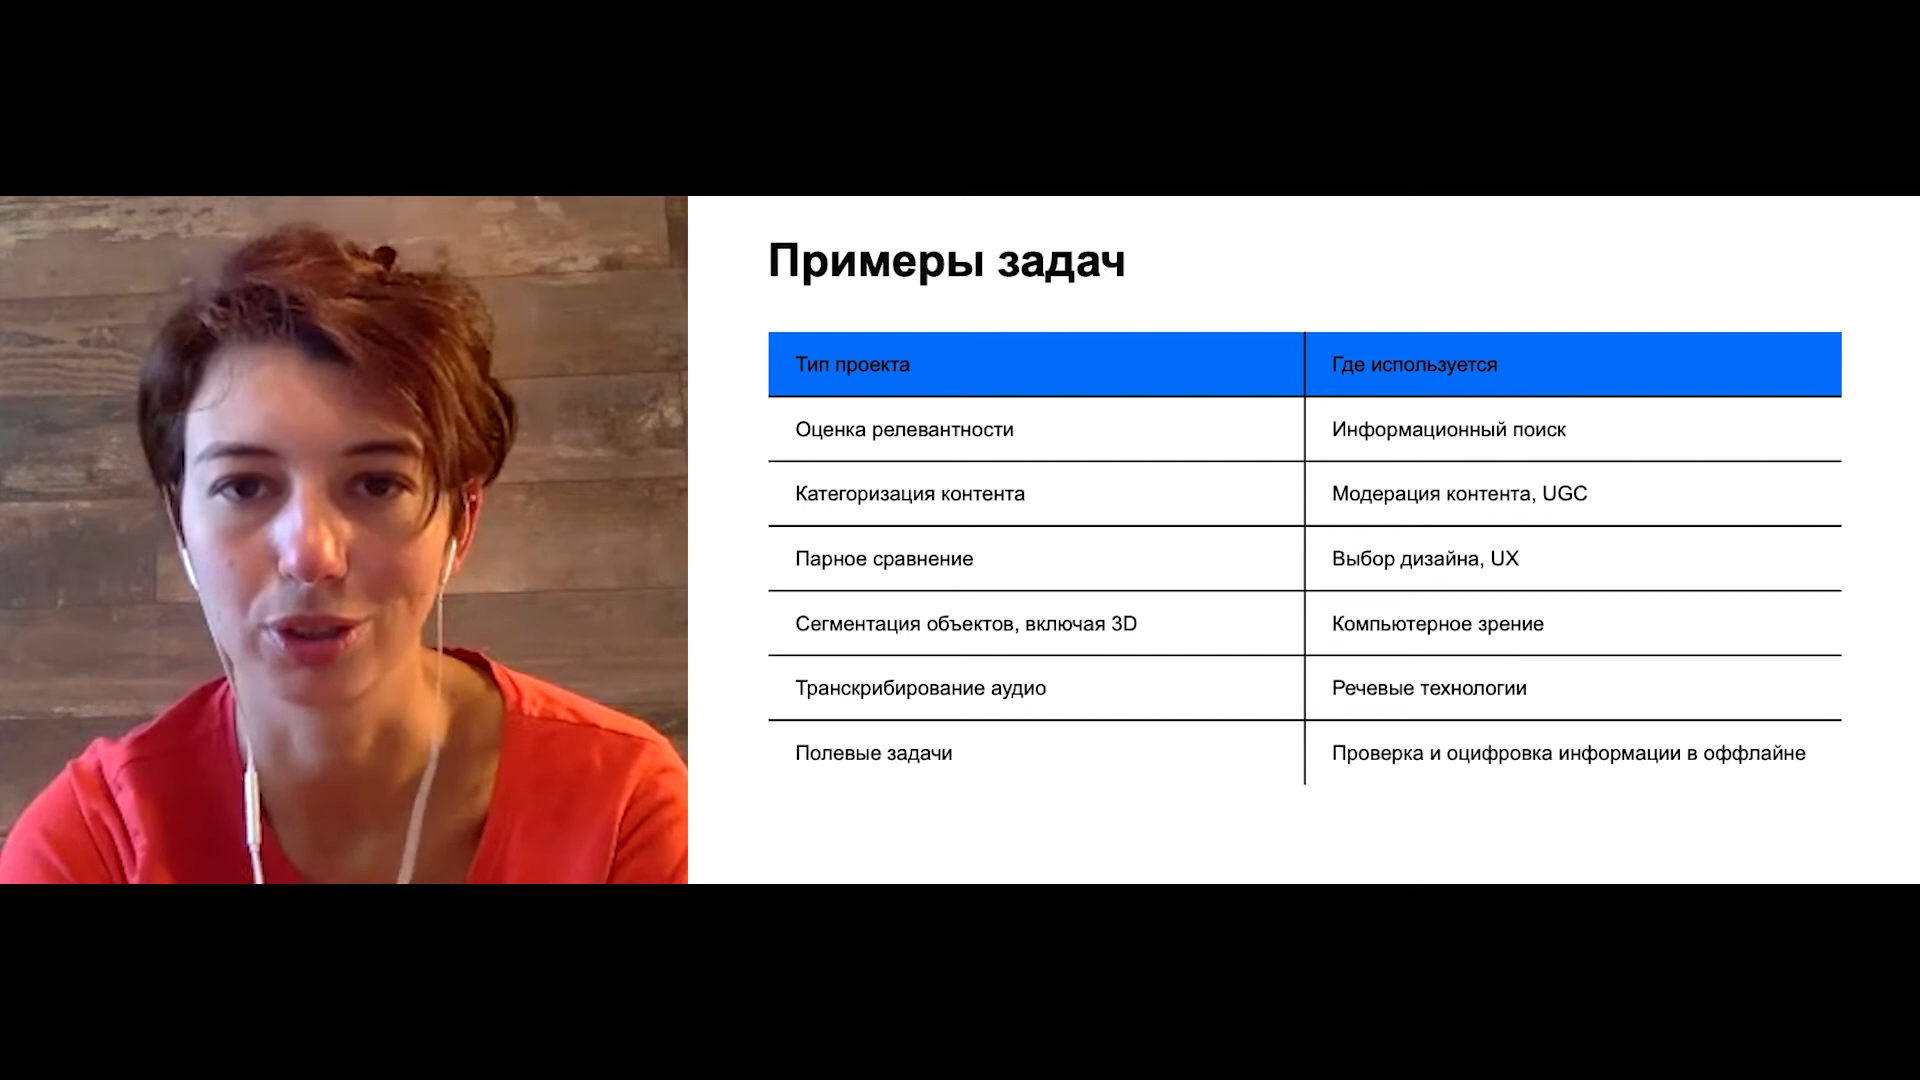 Примеры задач
Тип проекта
Где используется
Оценка релевантности
Информационный поиск
Категоризация контента
Модерация контента, UGC
Парное сравнение
Выбор дизайна, UX
Сегментация объектов, включая 3D
Компьютерное зрение
Транскрибирование аудио
Речевые технологии
Полевые задачи
Проверка и оцифровка информации в оффлайне